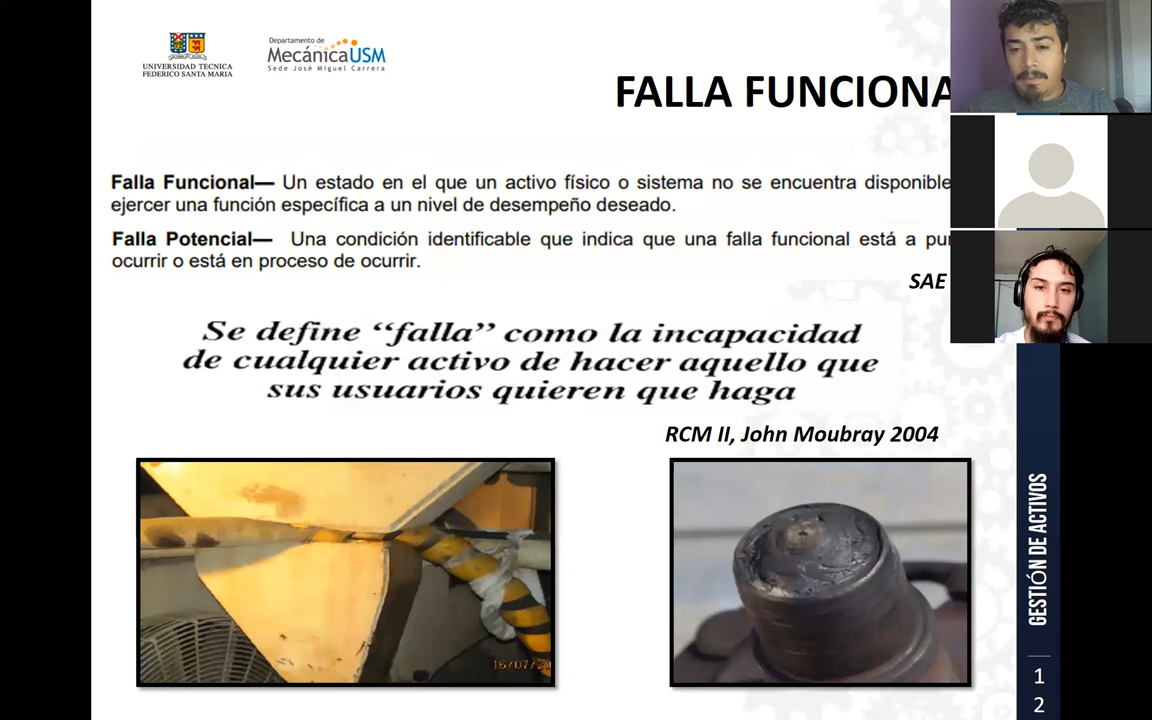 UNIVERSIDAD TECNICA
FEDERICO SANTA MARIA
Departamento de
MecánicaUSM
Sede José Miguel Carrera
FALLA FUNCIONA
Falla Funcional— Un estado en el que un activo físico o sistema no se encuentra disponible
ejercer una función específica a un nivel de desempeño deseado.
Falla Potencial— Una condición identificable que indica que una falla funcional está a pun
ocurrir o está en proceso de ocurrir.
SAE
Se define “falla” como la incapacidad
de cualquier activo de hacer aquello que
sus usuarios quieren que haga
RCM II, John Moubray 2004
16/07/20
GESTIÓN DE ACTIVOS
1
2